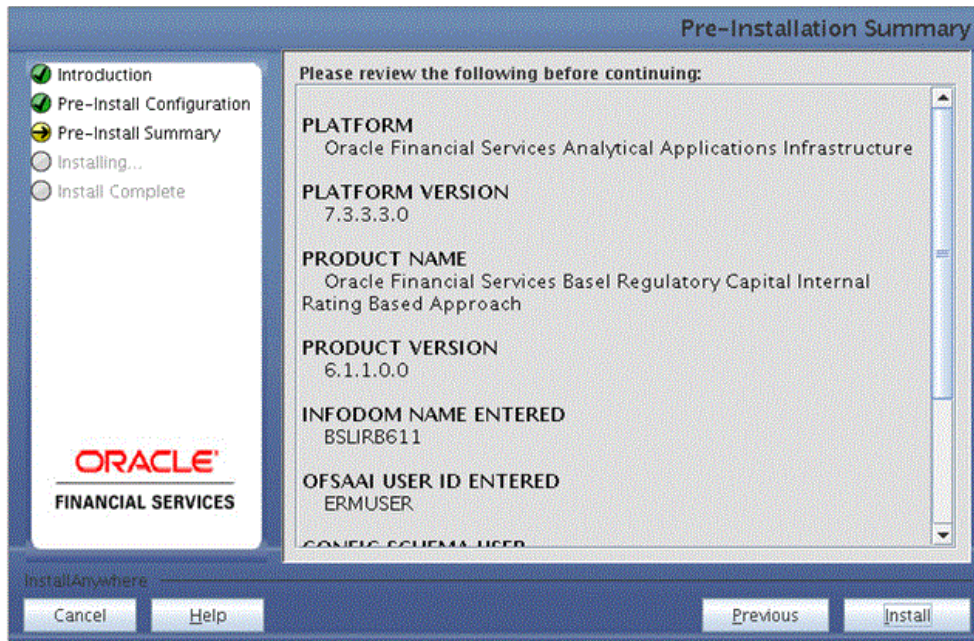 Pre-Installation Summary
Introduction
Pre-Install Configuration
Pre-Install Summary
Installing...
Install Complete
ORACLE'
FINANCIAL SERVICES
Please review the following before continuing:
PLATFORM
Oracle Financial Services Analytical Applications Infrastructure
PLATFORM VERSION
7.3.3.3.0
PRODUCT NAME
Oracle Financial Services Basel Regulatory Capital Internal
Rating Based Approach
PRODUCT VERSION
6.1.1.0.0
INFODOM NAME ENTERED
BSLIRB611
OFSAAI USER ID ENTERED
ERMUSER
CONFIG SCHEMA USER
InstallAnywhere
Cancel
Help
Previous
Install